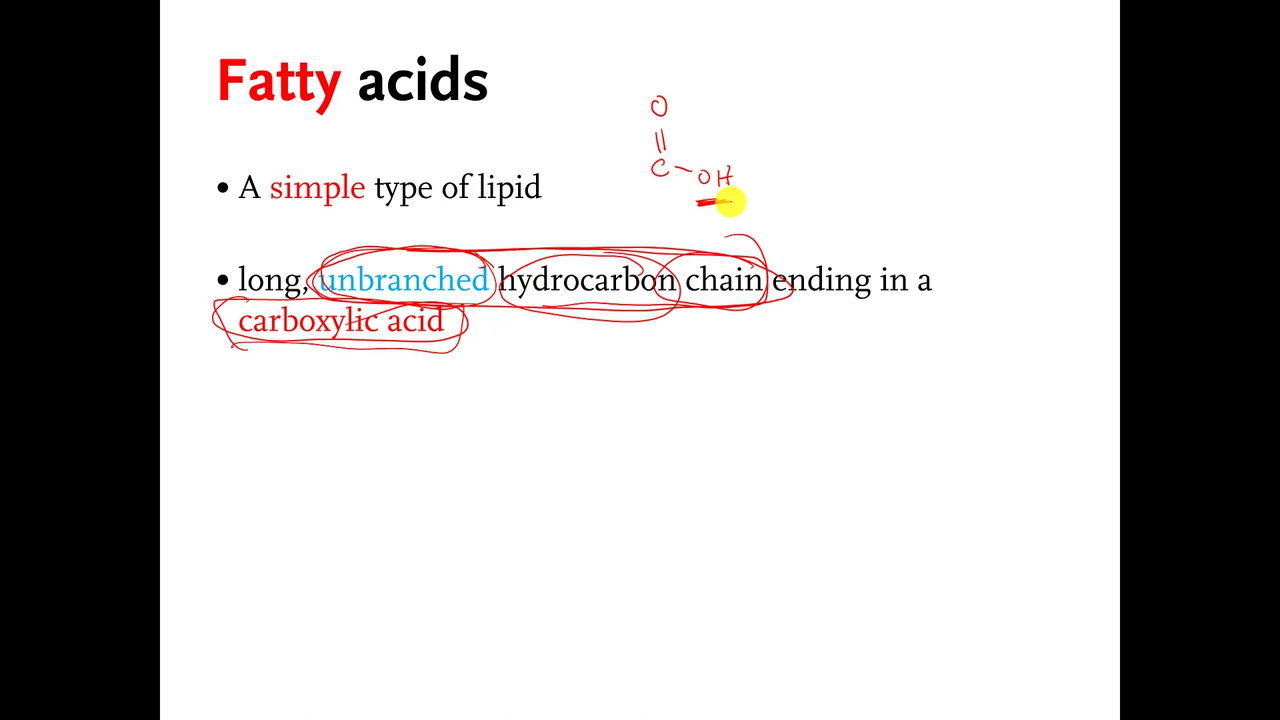 Fatty acids
O
||
C - OH
• A simple type of lipid
• long, unbranched hydrocarbon chain ending in a
carboxylic acid